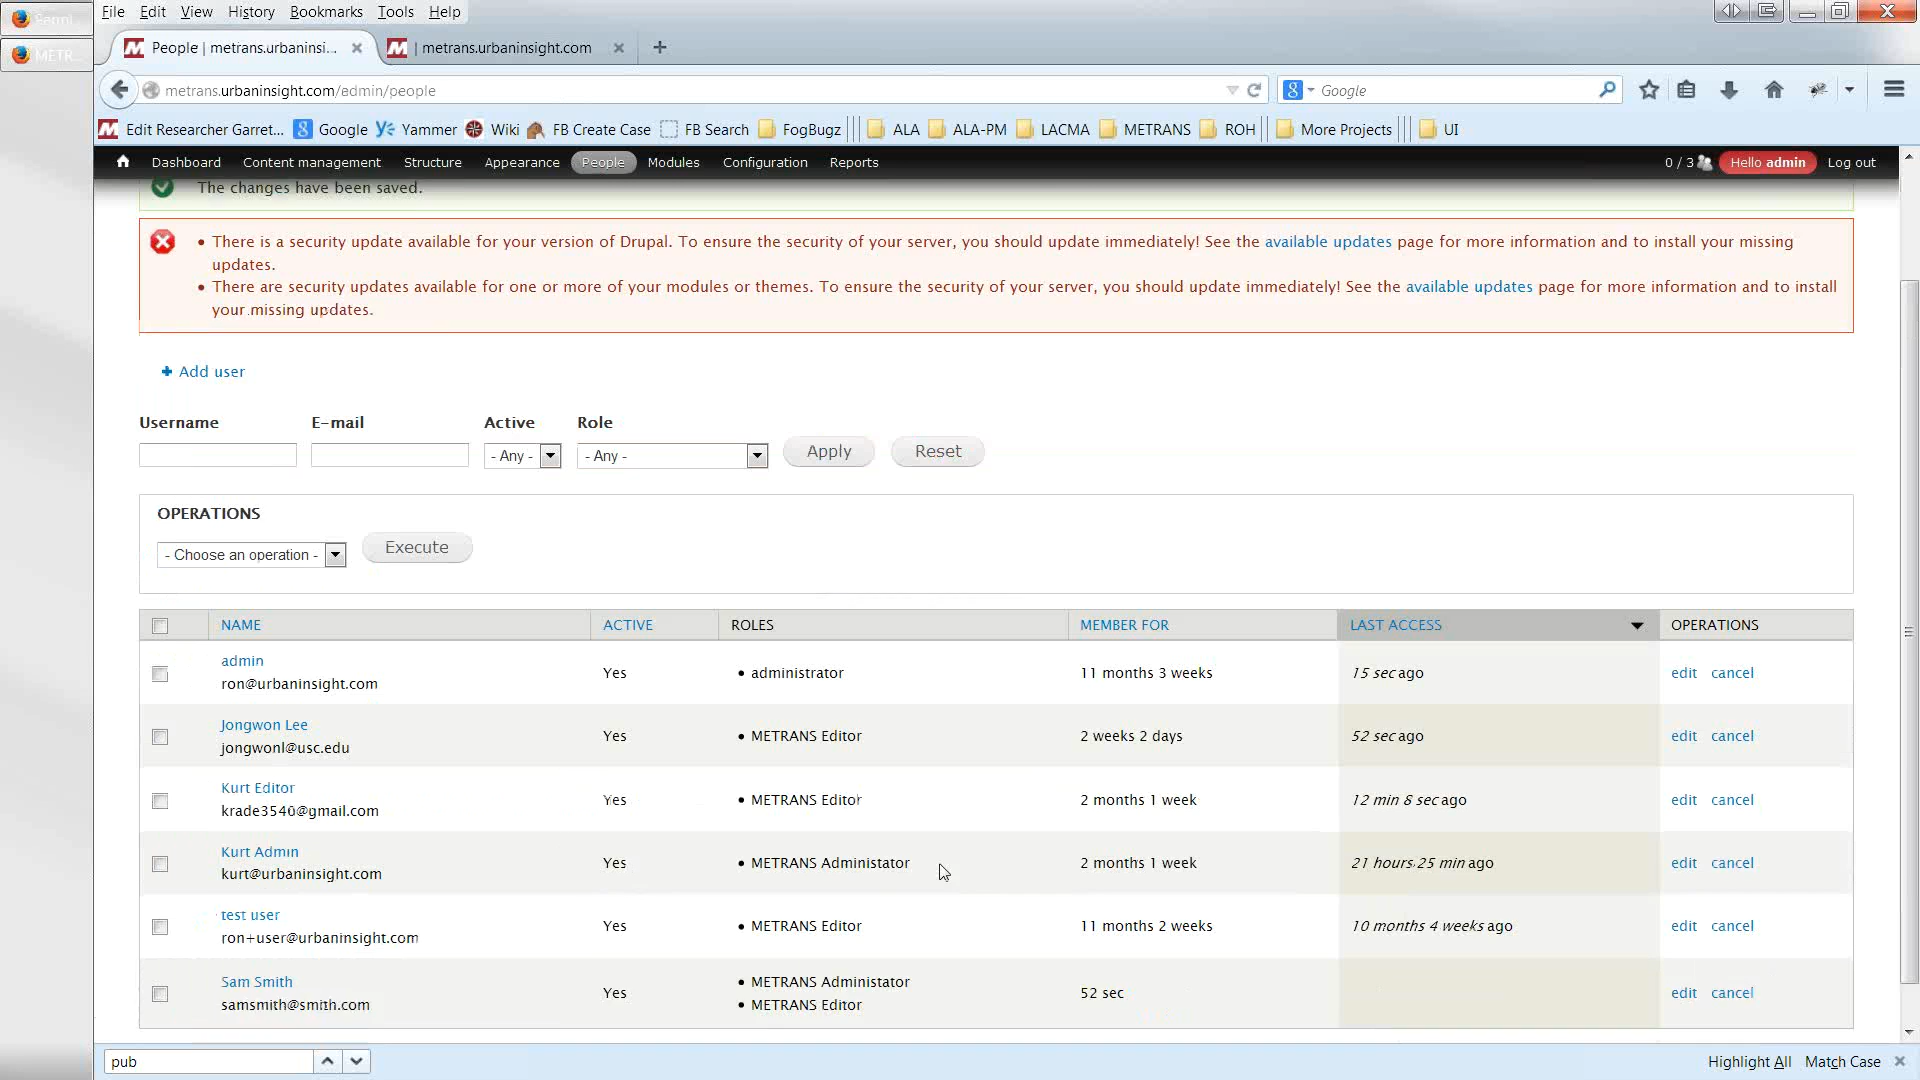 File Edit View History Bookmarks Tools Help
People | metrans.urbaninsi... | metrans.urbaninsight.com
metrans.urbaninsight.com/admin/people Google
Edit Researcher Garret... Google Yammer Wiki FB Create Case FB Search FogBugz ALA ALA-PM LACMA METRANS ROH More Projects UI
Dashboard Content management Structure Appearance People Modules Configuration Reports 0 / 3 Hello admin Log out
The changes have been saved.
There is a security update available for your version of Drupal. To ensure the security of your server, you should update immediately! See the available updates page for more information and to install your missing
updates.
There are security updates available for one or more of your modules or themes. To ensure the security of your server, you should update immediately! See the available updates page for more information and to install
your missing updates.
Add user
Username E-mail Active Role
- Any - - Any - Apply Reset
OPERATIONS
- Choose an operation - Execute
NAME ACTIVE ROLES MEMBER FOR LAST ACCESS OPERATIONS
admin
ron@urbaninsight.com Yes administrator 11 months 3 weeks 15 sec ago edit cancel
Jongwon Lee
jongwonl@usc.edu Yes METRANS Editor 2 weeks 2 days 52 sec ago edit cancel
Kurt Editor
krade3540@gmail.com Yes METRANS Editor 2 months 1 week 12 min 8 sec ago edit cancel
Kurt Admin
kurt@urbaninsight.com Yes METRANS Administator 2 months 1 week 21 hours 25 min ago edit cancel
test user
ron+user@urbaninsight.com Yes METRANS Editor 11 months 2 weeks 10 months 4 weeks ago edit cancel
Sam Smith METRANS Administator
samsmith@smith.com Yes METRANS Editor 52 sec edit cancel
pub Highlight All Match Case